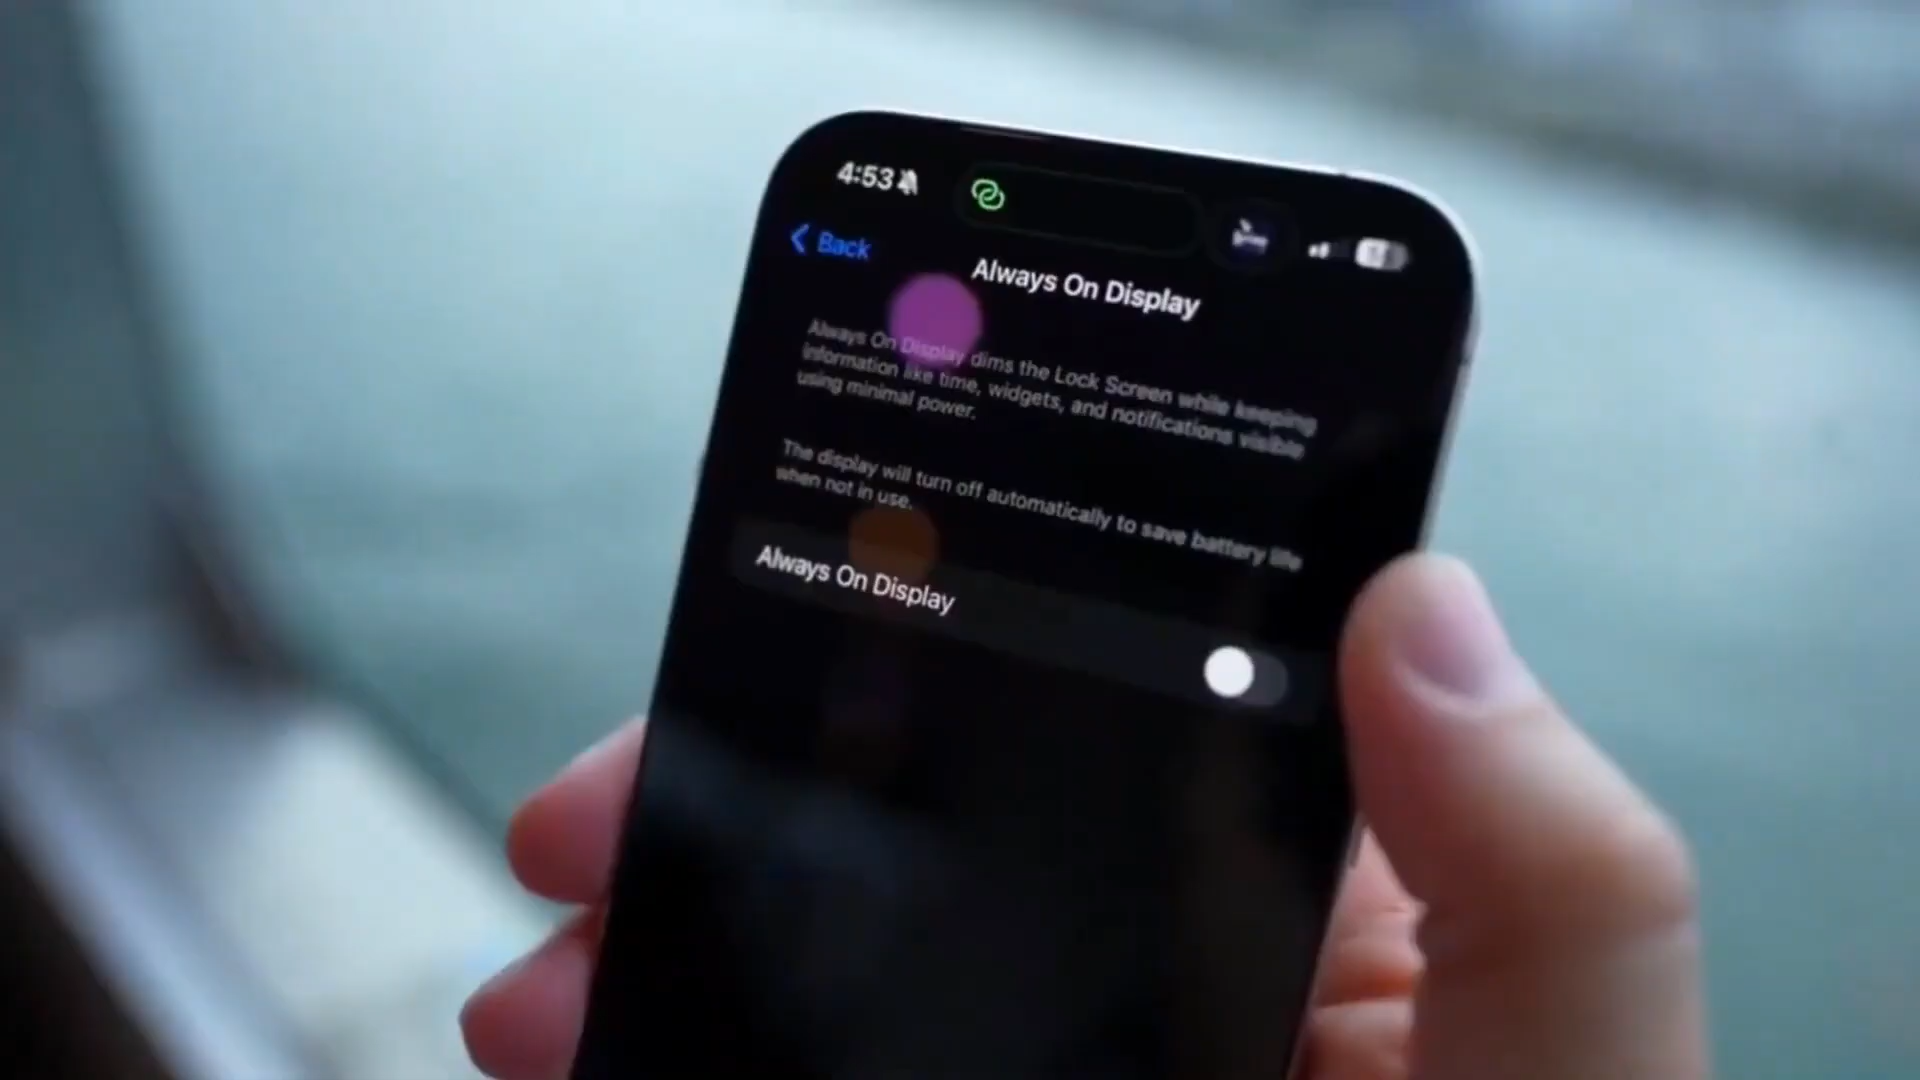 4:53
Back
Always On Display
Always On Display dims the Lock Screen while keeping
information like time, widgets, and notifications visible
using minimal power.
The display will turn off automatically to save battery life
when not in use.
Always On Display